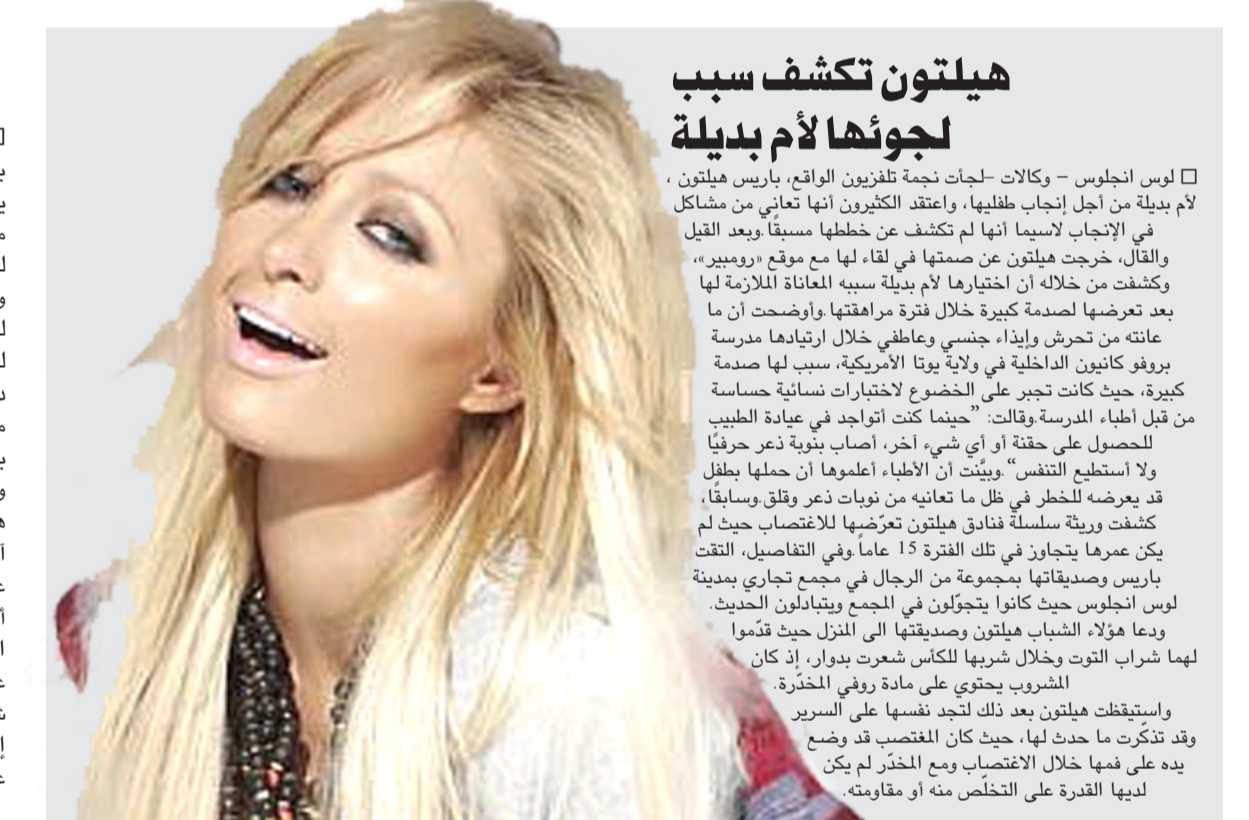 هيلتون تكشف سبب
لجوئها لأم بديلة
□ لوس انجلوس – وكالات –لجأت نجمة تلفزيون الواقع، باريس هيلتون ،
لأم بديلة من أجل إنجاب طفليها، واعتقد الكثيرون أنها تعاني من مشاكل
في الإنجاب لاسيما أنها لم تكشف عن خططها مسبقًا.وبعد القيل
والقال، خرجت هيلتون عن صمتها في لقاء لها مع موقع «رومبير»،
وكشفت من خلاله أن اختيارها لأم بديلة سببه المعاناة الملازمة لها
بعد تعرضها لصدمة كبيرة خلال فترة مراهقتها.وأوضحت أن ما
عانته من تحرش وإيذاء جنسي وعاطفي خلال ارتيادها مدرسة
بروفو كانيون الداخلية في ولاية يوتا الأمريكية، سبب لها صدمة
كبيرة، حيث كانت تجبر على الخضوع لاختبارات نسائية حساسة
من قبل أطباء المدرسة.وقالت: ”حينما كنت أتواجد في عيادة الطبيب
للحصول على حقنة أو أي شيء آخر، أصاب بنوبة ذعر حرفيًا
ولا أستطيع التنفس“.وبيَّنت أن الأطباء أعلموها أن حملها بطفل
قد يعرضه للخطر في ظل ما تعانيه من نوبات ذعر وقلق.وسابقًا،
كشفت وريثة سلسلة فنادق هيلتون تعرّضها للاغتصاب حيث لم
يكن عمرها يتجاوز في تلك الفترة 15 عاماً.وفي التفاصيل، التقت
باريس وصديقاتها بمجموعة من الرجال في مجمع تجاري بمدينة
لوس انجلوس حيث كانوا يتجوّلون في المجمع ويتبادلون الحديث.
ودعا هؤلاء الشباب هيلتون وصديقتها الى المنزل حيث قدّموا
لهما شراب التوت وخلال شربها للكأس شعرت بدوار، إذ كان
المشروب يحتوي على مادة روفي المخدّرة.
واستيقظت هيلتون بعد ذلك لتجد نفسها على السرير
وقد تذكّرت ما حدث لها، حيث كان المغتصب قد وضع
يده على فمها خلال الاغتصاب ومع المخدّر لم يكن
لديها القدرة على التخلّص منه أو مقاومته.